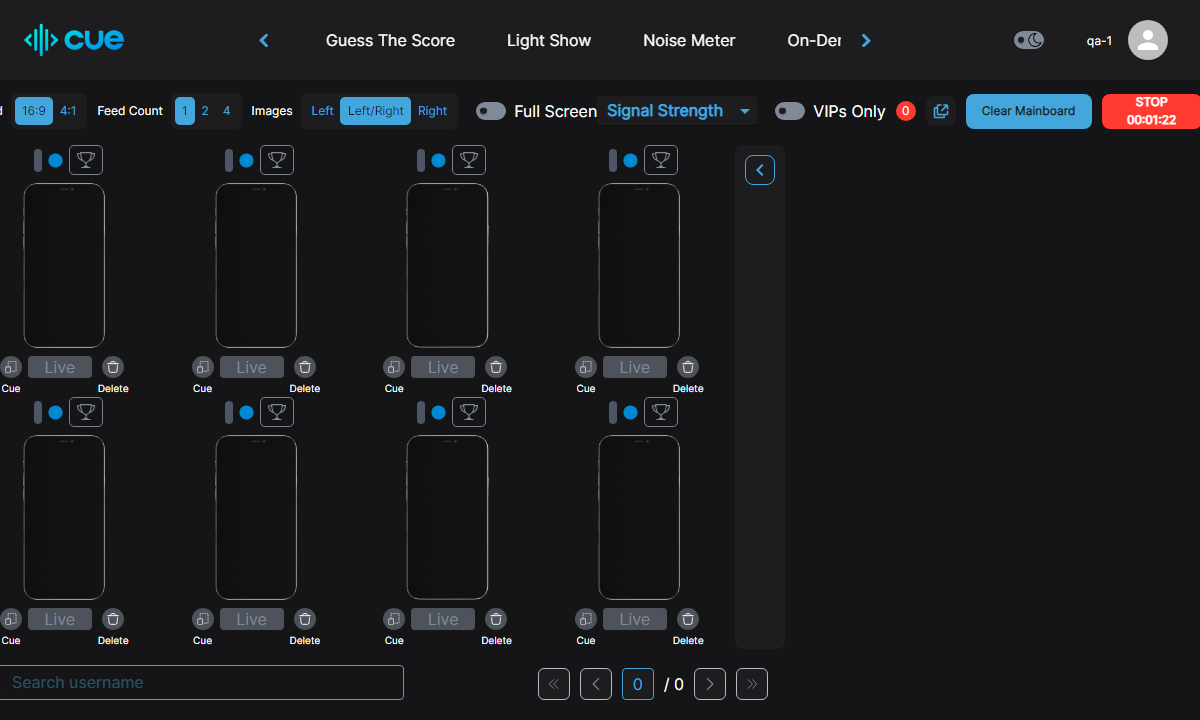 cue
Guess The Score
Light Show
Noise Meter
On-Der
qa-1
d
16:9
4:1
Feed Count
1
2
4
Images
Left
Left/Right
Right
Full Screen
Signal Strength
VIPs Only
0
Clear Mainboard
STOP
00:01:22
Live
Live
Live
Live
Cue
Delete
Cue
Delete
Cue
Delete
Cue
Delete
Live
Live
Live
Live
Cue
Delete
Cue
Delete
Cue
Delete
Cue
Delete
Search username
0
/ 0